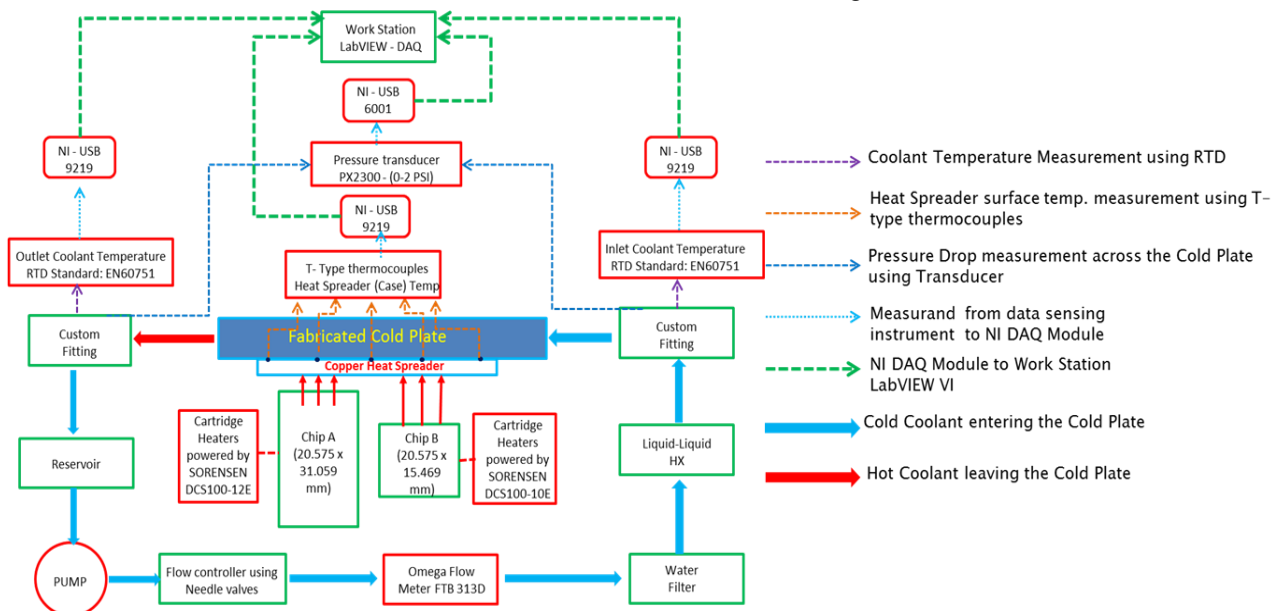 Work Station
LabVIEW - DAQ
NI - USB
6001
NI - USB
9219
Pressure transducer
PX2300 - (0-2 PSI)
NI - USB
9219
NI - USB
9219
Outlet Coolant Temperature
RTD Standard: EN60751
T- Type thermocouples
Heat Spreader (Case) Temp
Inlet Coolant Temperature
RTD Standard: EN60751
Custom
Fitting
Fabricated Cold Plate
Copper Heat Spreader
Custom
Fitting
Reservoir
Cartridge
Heaters
powered by
SORENSEN
DCS100-12E
Chip A
(20.575 x
31.059
mm)
Chip B
(20.575 x
15.469
mm)
Cartridge
Heaters
powered by
SORENSEN
DCS100-10E
Liquid-Liquid
HX
PUMP
Flow controller using
Needle valves
Omega Flow
Meter FTB 313D
Water
Filter
Coolant Temperature Measurement using RTD
Heat Spreader surface temp. measurement using T-
type thermocouples
Pressure Drop measurement across the Cold Plate
using Transducer
Measurand from data sensing
instrument to NI DAQ Module
NI DAQ Module to Work Station
LabVIEW VI
Cold Coolant entering the Cold Plate
Hot Coolant leaving the Cold Plate